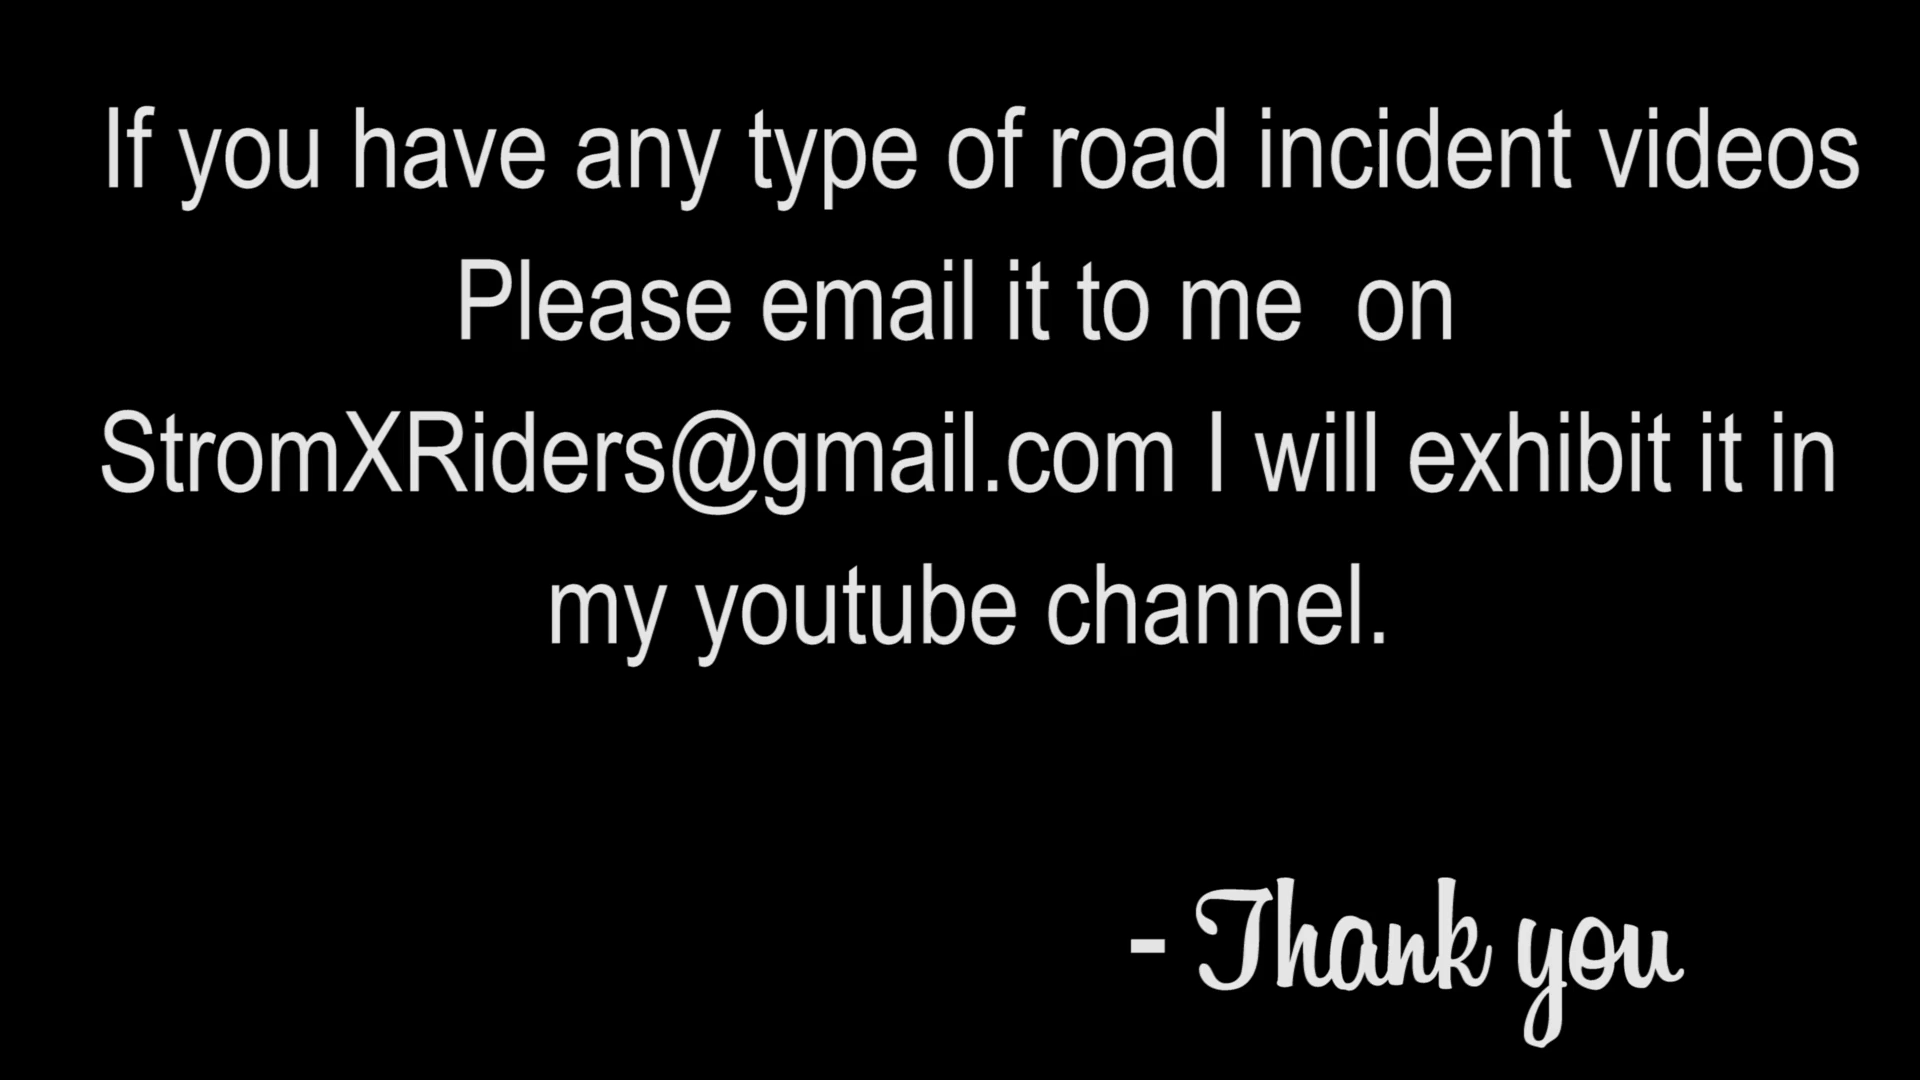 If you have any type of road incident videos
Please email it to me  on
StromXRiders@gmail.com I will exhibit it in
my youtube channel.
- Thank you